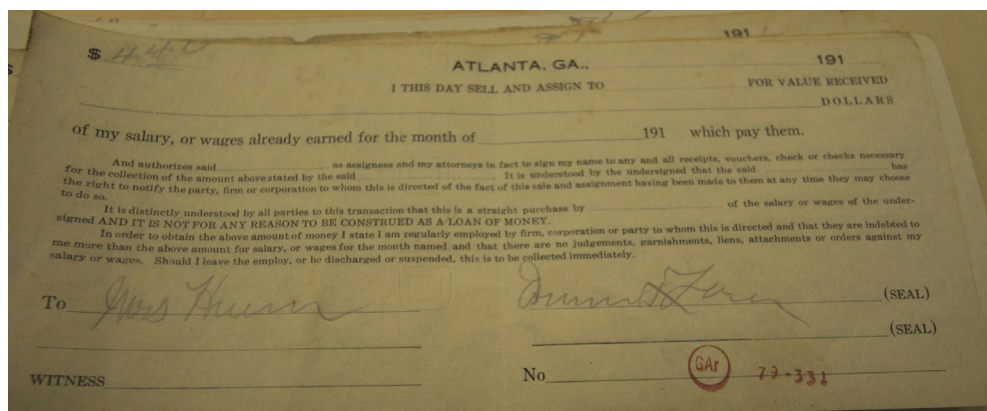 191
$ 4.40
ATLANTA. GA., 191
I THIS DAY SELL AND ASSIGN TO FOR VALUE RECEIVED
DOLLARS
of my salary, or wages already earned for the month of 191 which pay them.
And authorizes said as assignees and my attorneys in fact to sign my name to any and all receipts, vouchers, check or checks necessary
for the collection of the amount above stated by the said . It is understood by the undersigned that the said has
the right to notify the party, firm or corporation to whom this is directed of the fact of this sale and assignment having been made to them at any time they may choose
to do so.
It is distinctly understood by all parties to this transaction that this is a straight purchase by of the salary or wages of the under-
signed AND IT IS NOT FOR ANY REASON TO BE CONSTRUED AS A LOAN OF MONEY.
In order to obtain the above amount of money I state I am regularly employed by firm, corporation or party to whom this is directed and that they are indebted to
me more than the above amount for salary, or wages for the month named and that there are no judgements, garnishments, liens, attachments or orders against my
salary or wages. Should I leave the employ, or be discharged or suspended, this is to be collected immediately.
To (SEAL)
(SEAL)
WITNESS No GAr 79-331